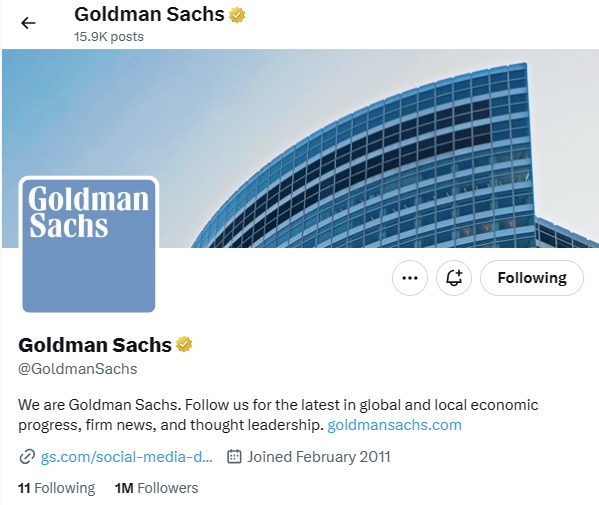 Goldman Sachs
15.9K posts
Goldman
Sachs
Following
Goldman Sachs
@GoldmanSachs
We are Goldman Sachs. Follow us for the latest in global and local economic
progress, firm news, and thought leadership. goldmansachs.com
gs.com/social-media-d... Joined February 2011
11 Following 1M Followers